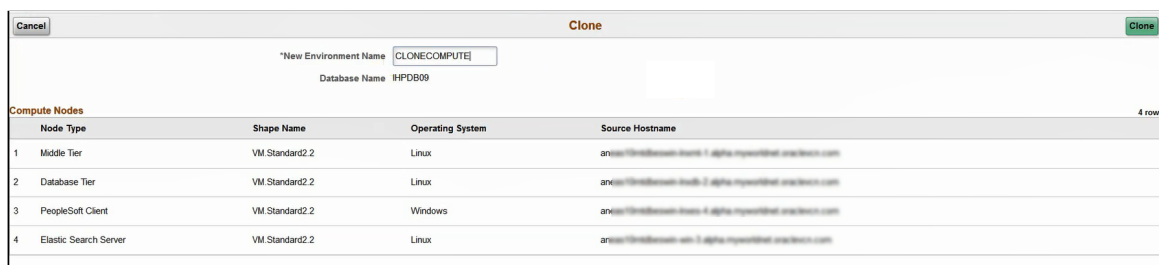 Cancel Clone Clone
*New Environment Name CLONECOMPUTE
Database Name IHPDB09
Compute Nodes 4 row
Node Type Shape Name Operating System Source Hostname
1 Middle Tier VM.Standard2.2 Linux
2 Database Tier VM.Standard2.2 Linux
3 PeopleSoft Client VM.Standard2.2 Windows
4 Elastic Search Server VM.Standard2.2 Linux